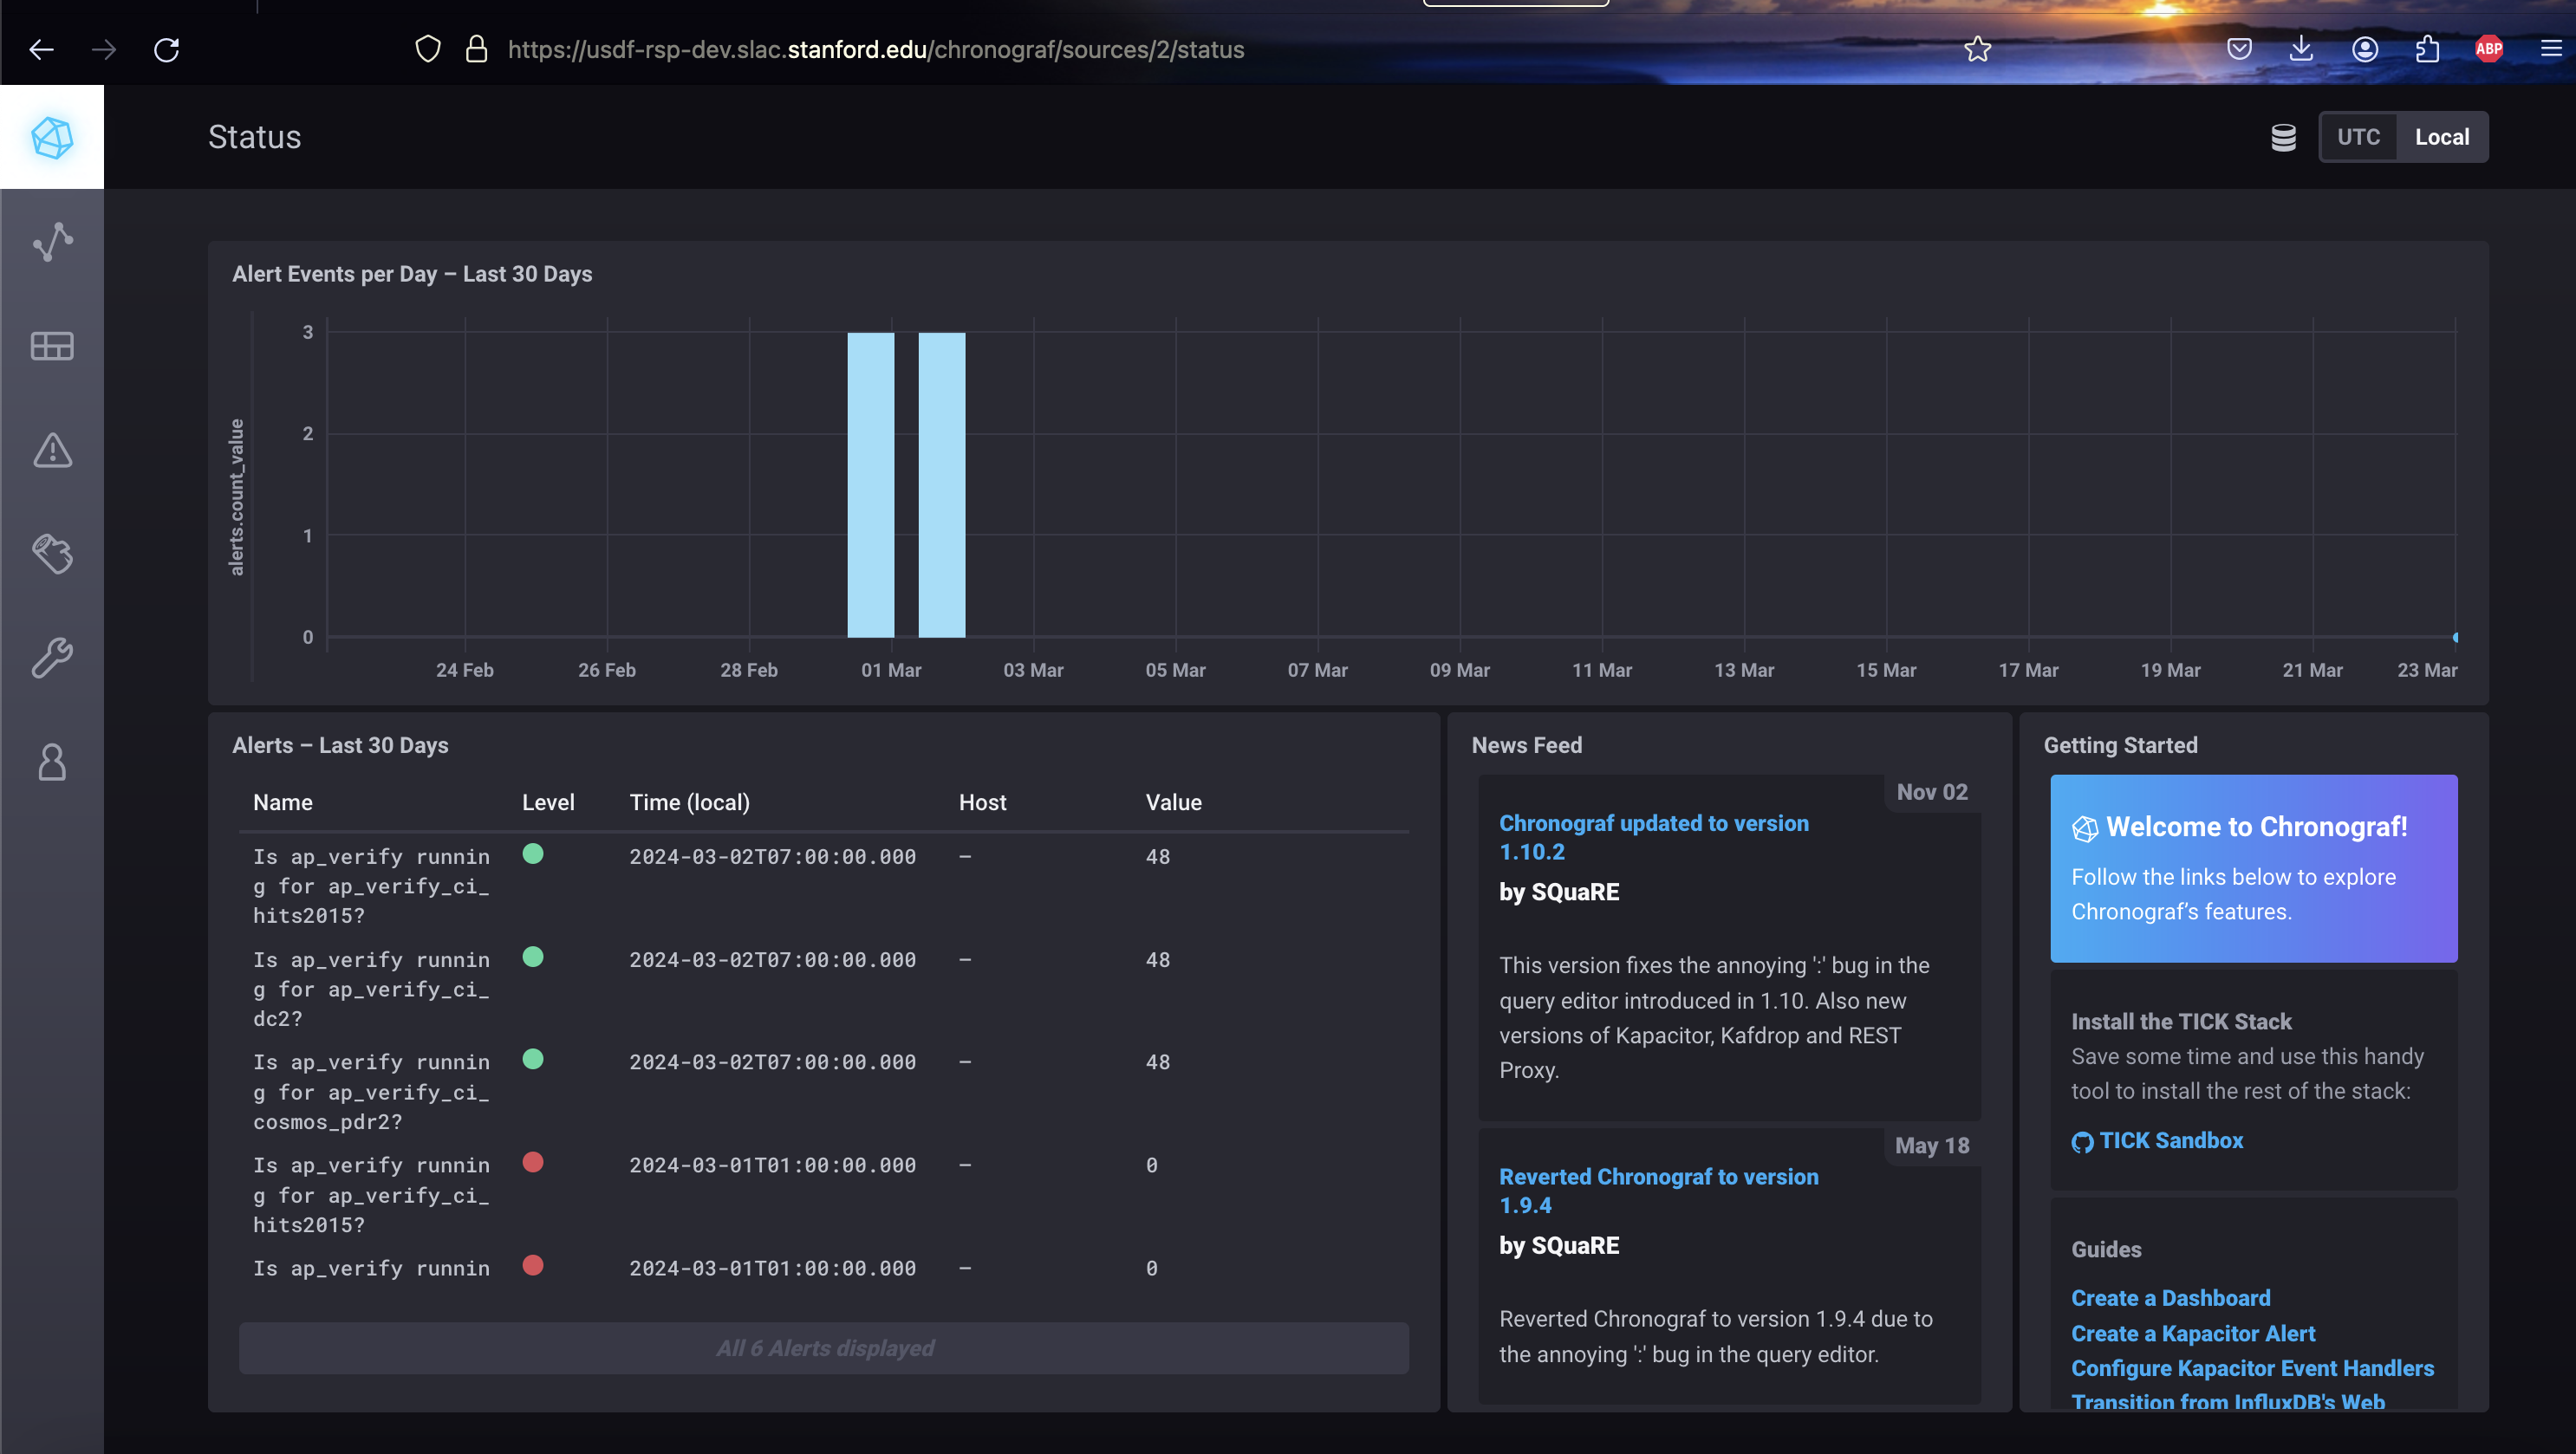 https://usdf-rsp-dev.slac.stanford.edu/chronograf/sources/2/status
ABP
Status
UTC
Local
Alert Events per Day – Last 30 Days
alerts.count_value
3
2
1
0
24 Feb
26 Feb
28 Feb
01 Mar
03 Mar
05 Mar
07 Mar
09 Mar
11 Mar
13 Mar
15 Mar
17 Mar
19 Mar
21 Mar
23 Mar
Alerts – Last 30 Days
Name Level Time (local) Host Value
Is ap_verify runnin 2024-03-02T07:00:00.000 – 48
g for ap_verify_ci_
hits2015?
Is ap_verify runnin 2024-03-02T07:00:00.000 – 48
g for ap_verify_ci_
dc2?
Is ap_verify runnin 2024-03-02T07:00:00.000 – 48
g for ap_verify_ci_
cosmos_pdr2?
Is ap_verify runnin 2024-03-01T01:00:00.000 – 0
g for ap_verify_ci_
hits2015?
Is ap_verify runnin 2024-03-01T01:00:00.000 – 0
All 6 Alerts displayed
News Feed
Nov 02
Chronograf updated to version
1.10.2
by SQuaRE
This version fixes the annoying ':' bug in the
query editor introduced in 1.10. Also new
versions of Kapacitor, Kafdrop and REST
Proxy.
May 18
Reverted Chronograf to version
1.9.4
by SQuaRE
Reverted Chronograf to version 1.9.4 due to
the annoying ':' bug in the query editor.
Getting Started
Welcome to Chronograf!
Follow the links below to explore
Chronograf’s features.
Install the TICK Stack
Save some time and use this handy
tool to install the rest of the stack:
TICK Sandbox
Guides
Create a Dashboard
Create a Kapacitor Alert
Configure Kapacitor Event Handlers
Transition from InfluxDB's Web